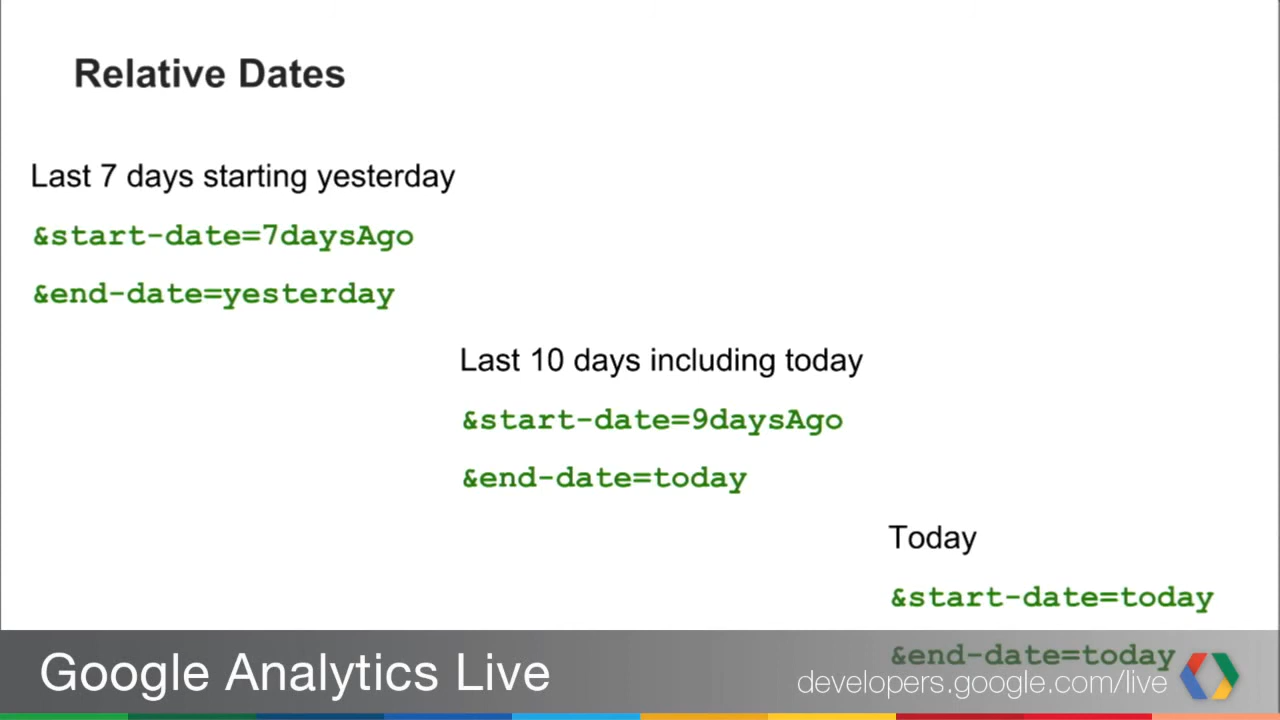 Relative Dates
Last 7 days starting yesterday
&start-date=7daysAgo
&end-date=yesterday
Last 10 days including today
&start-date=9daysAgo
&end-date=today
Today
&start-date=today
&end-date=today
Google Analytics Live
developers.google.com/live